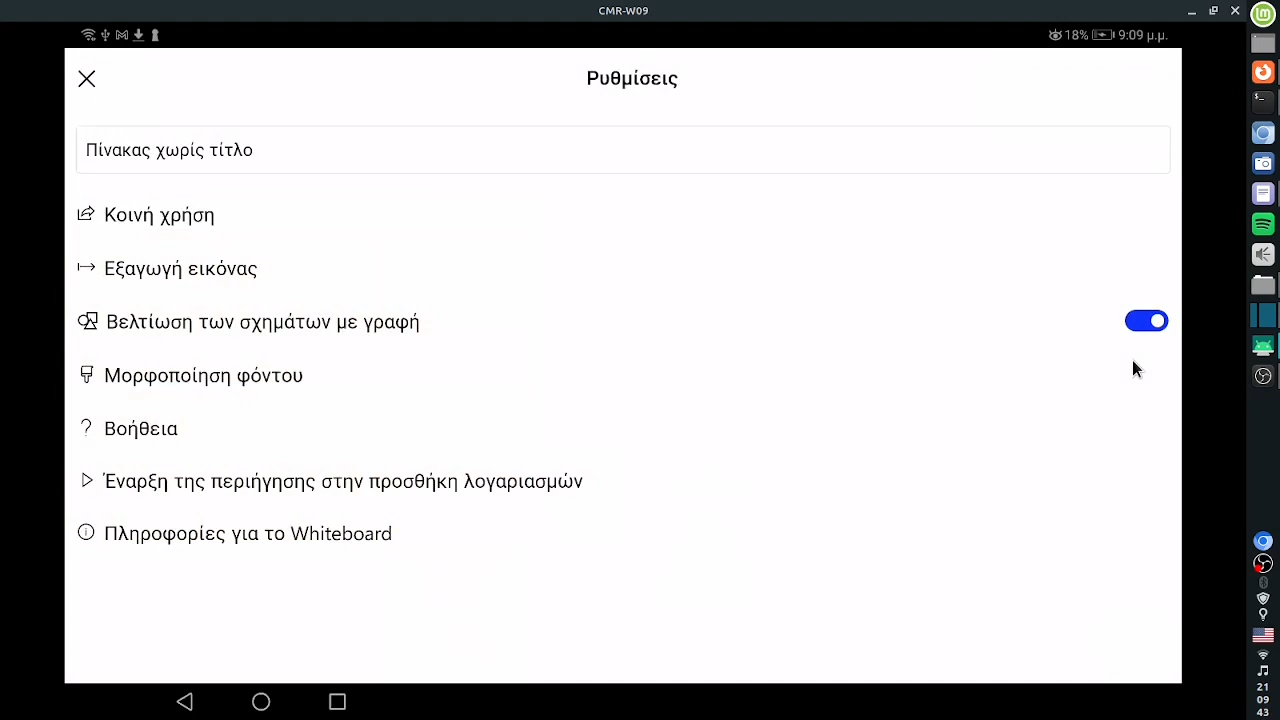 CMR-W09
18% 9:09 μ.μ.
Ρυθμίσεις
Πίνακας χωρίς τίτλο
Κοινή χρήση
Εξαγωγή εικόνας
Βελτίωση των σχημάτων με γραφή
Μορφοποίηση φόντου
Βοήθεια
Έναρξη της περιήγησης στην προσθήκη λογαριασμών
Πληροφορίες για το Whiteboard
21
09
43